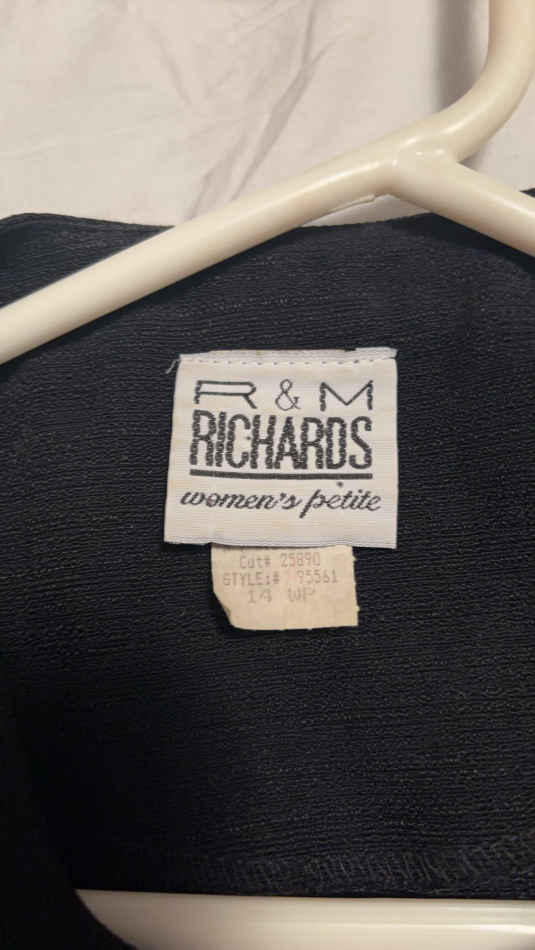 R & M
RICHARDS
women's petite
Cut# 25890
STYLE:# 95561
14 WP